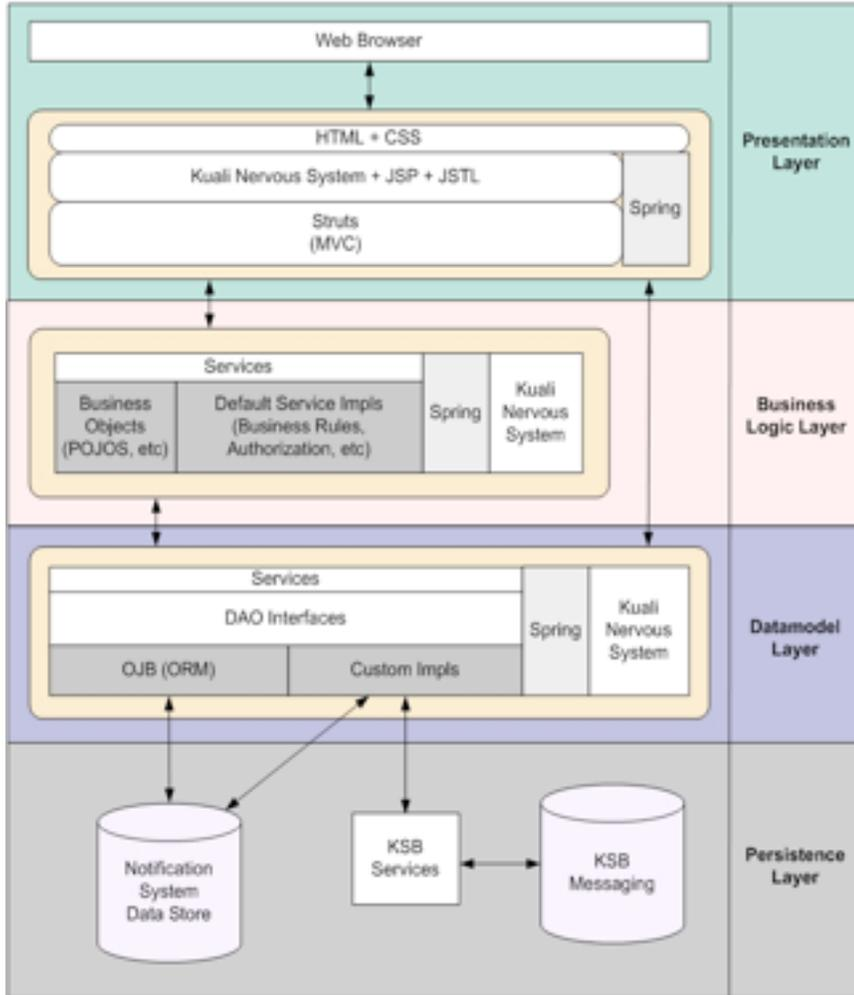 Web Browser
HTML + CSS
Kuali Nervous System + JSP + JSTL
Struts
(MVC)
Spring
Presentation
Layer
Services
Business
Objects
(POJOS, etc)
Default Service Impls
(Business Rules,
Authorization, etc)
Spring
Kuali
Nervous
System
Business
Logic Layer
Services
DAO Interfaces
OJB (ORM)
Custom Impls
Spring
Kuali
Nervous
System
Datamodel
Layer
Notification
System
Data Store
KSB
Services
KSB
Messaging
Persistence
Layer